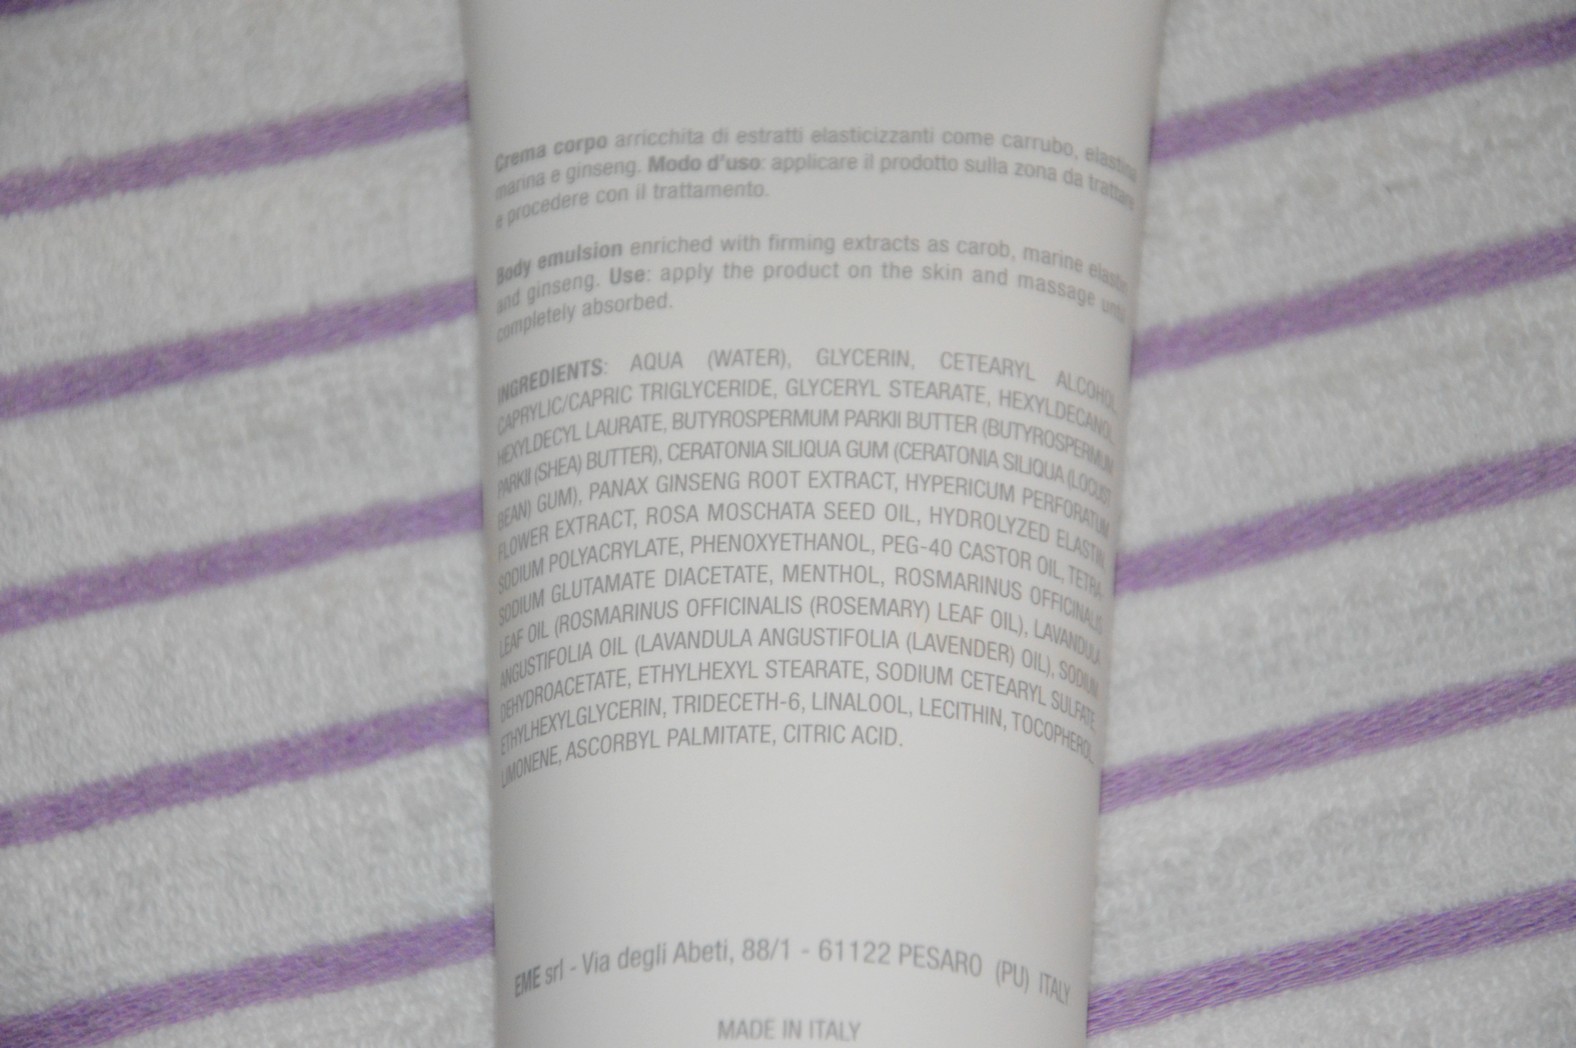 Crema corpo arricchita di estratti elasticizzanti come carrubo, elastina
marina e ginseng. Modo d'uso: applicare il prodotto sulla zona da trattare
e procedere con il trattamento.
Body emulsion enriched with firming extracts as carob, marine elastin
and ginseng. Use: apply the product on the skin and massage until
completely absorbed.
INGREDIENTS: AQUA (WATER), GLYCERIN, CETEARYL ALCOHOL,
CAPRYLIC/CAPRIC TRIGLYCERIDE, GLYCERYL STEARATE, HEXYLDECANOL,
HEXYLDECYL LAURATE, BUTYROSPERMUM PARKII BUTTER (BUTYROSPERMUM
PARKII (SHEA) BUTTER), CERATONIA SILIQUA GUM (CERATONIA SILIQUA (LOCUST
BEAN) GUM), PANAX GINSENG ROOT EXTRACT, HYPERICUM PERFORATUM
FLOWER EXTRACT, ROSA MOSCHATA SEED OIL, HYDROLYZED ELASTIN,
SODIUM POLYACRYLATE, PHENOXYETHANOL, PEG-40 CASTOR OIL, TETRA-
SODIUM GLUTAMATE DIACETATE, MENTHOL, ROSMARINUS OFFICINALIS
LEAF OIL (ROSMARINUS OFFICINALIS (ROSEMARY) LEAF OIL), LAVANDULA
ANGUSTIFOLIA OIL (LAVANDULA ANGUSTIFOLIA (LAVENDER) OIL), SODIUM
DEHYDROACETATE, ETHYLHEXYL STEARATE, SODIUM CETEARYL SULFATE,
ETHYLHEXYLGLYCERIN, TRIDECETH-6, LINALOOL, LECITHIN, TOCOPHEROL,
LIMONENE, ASCORBYL PALMITATE, CITRIC ACID.
EME srl - Via degli Abeti, 88/1 - 61122 PESARO (PU) ITALY
MADE IN ITALY